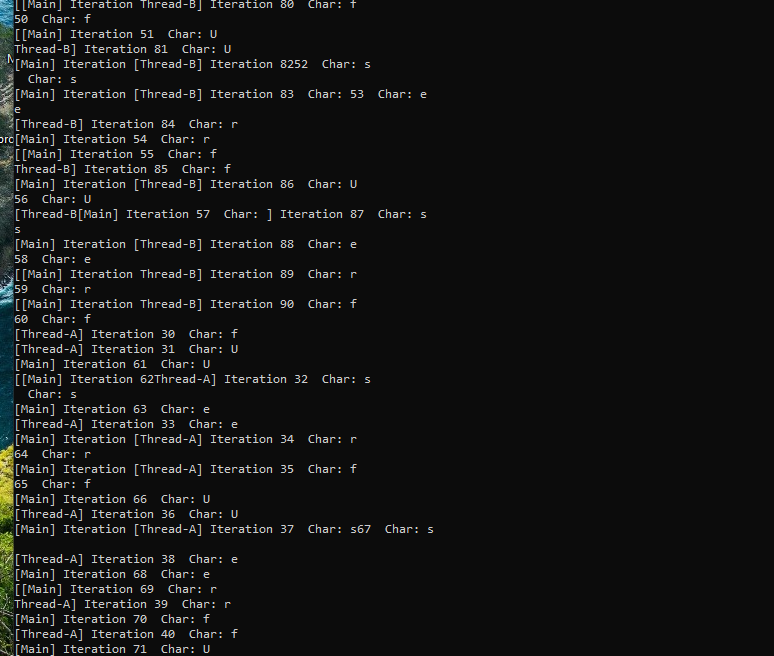 [[Main] Iteration Thread-B] Iteration 80  Char: f
50  Char: f
[[Main] Iteration 51  Char: U
Thread-B] Iteration 81  Char: U
[Main] Iteration [Thread-B] Iteration 8252  Char: s
  Char: s
[Main] Iteration [Thread-B] Iteration 83  Char: 53  Char: e
e
[Thread-B] Iteration 84  Char: r
[Main] Iteration 54  Char: r
[[Main] Iteration 55  Char: f
Thread-B] Iteration 85  Char: f
[Main] Iteration [Thread-B] Iteration 86  Char: U
56  Char: U
[Thread-B[Main] Iteration 57  Char: ] Iteration 87  Char: s
s
[Main] Iteration [Thread-B] Iteration 88  Char: e
58  Char: e
[[Main] Iteration Thread-B] Iteration 89  Char: r
59  Char: r
[[Main] Iteration Thread-B] Iteration 90  Char: f
60  Char: f
[Thread-A] Iteration 30  Char: f
[Thread-A] Iteration 31  Char: U
[Main] Iteration 61  Char: U
[[Main] Iteration 62Thread-A] Iteration 32  Char: s
  Char: s
[Main] Iteration 63  Char: e
[Thread-A] Iteration 33  Char: e
[Main] Iteration [Thread-A] Iteration 34  Char: r
64  Char: r
[Main] Iteration [Thread-A] Iteration 35  Char: f
65  Char: f
[Main] Iteration 66  Char: U
[Thread-A] Iteration 36  Char: U
[Main] Iteration [Thread-A] Iteration 37  Char: s67  Char: s

[Thread-A] Iteration 38  Char: e
[Main] Iteration 68  Char: e
[[Main] Iteration 69  Char: r
Thread-A] Iteration 39  Char: r
[Main] Iteration 70  Char: f
[Thread-A] Iteration 40  Char: f
[Main] Iteration 71  Char: U